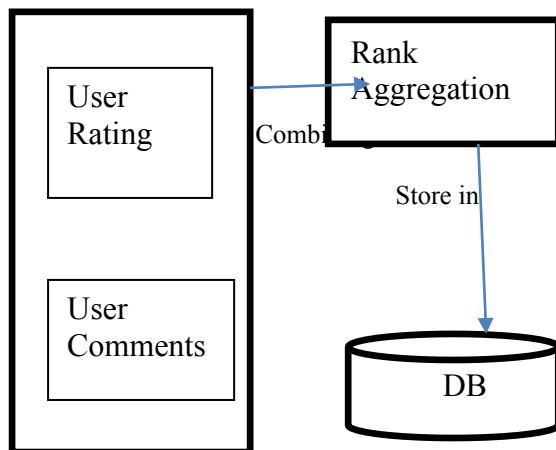 User
Rating
Rank
Aggregation
Store in
User
Comments
DB